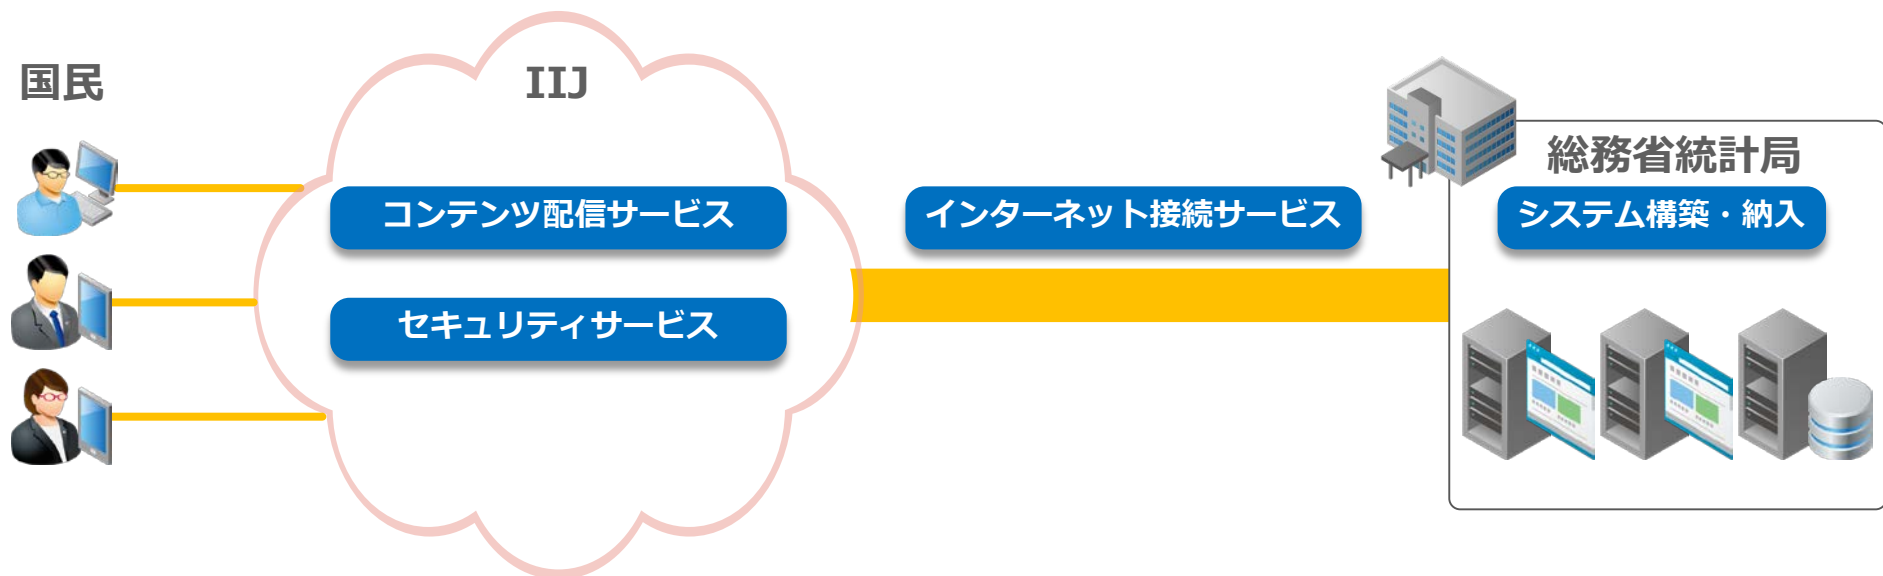 国民
IIJ
総務省統計局
コンテンツ配信サービス
インターネット接続サービス
システム構築・納入
セキュリティサービス